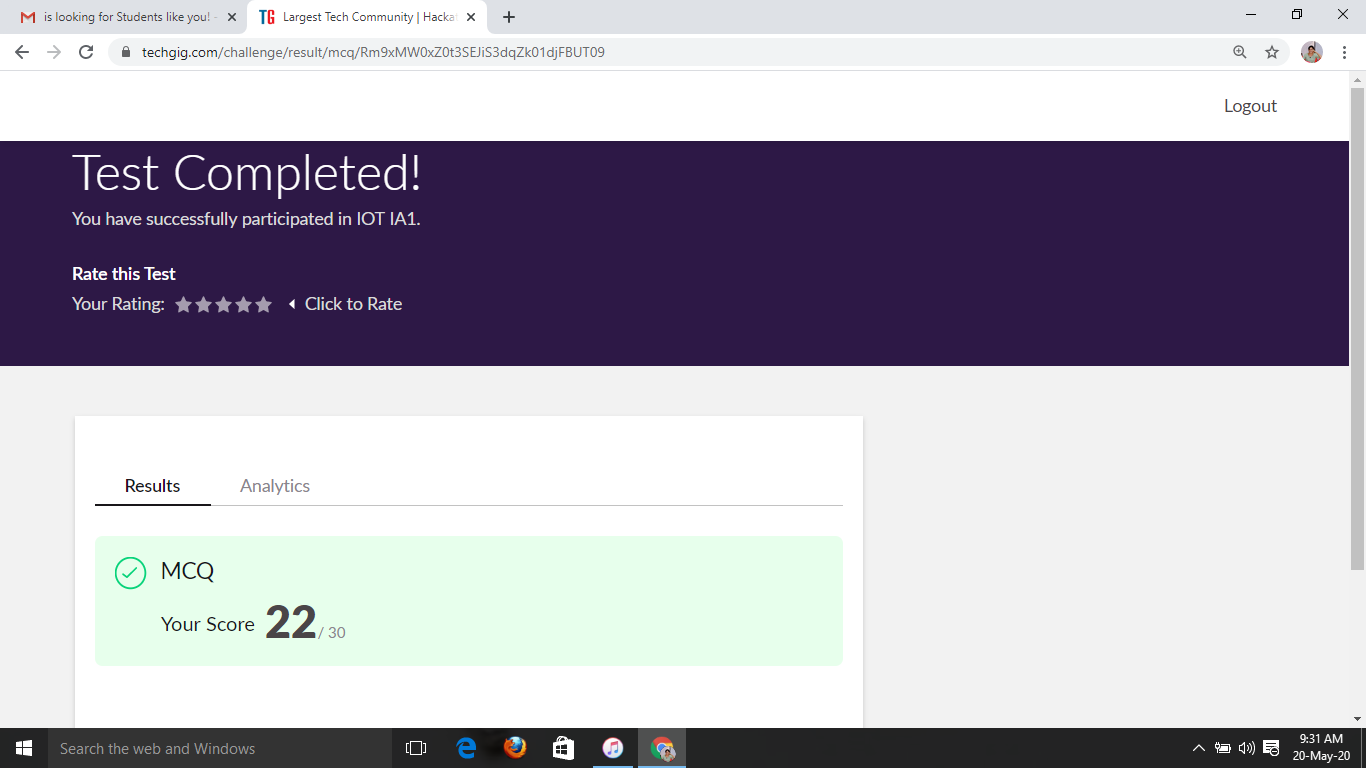 is looking for Students like you! -
TG Largest Tech Community | Hacka
techgig.com/challenge/result/mcq/Rm9xMW0xZ0t3SEJiS3dqZk01djFBUT09
Logout
Test Completed!
You have successfully participated in IOT IA1.
Rate this Test
Your Rating:
Click to Rate
Results Analytics
MCQ
Your Score 22 / 30
Search the web and Windows
9:31 AM
20-May-20